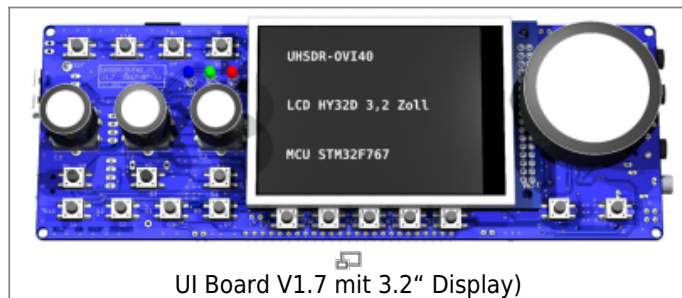 UHSDR-OVI40
LCD HY32D 3,2 Zoll
MCU STM32F767
UI Board V1.7 mit 3.2“ Display)